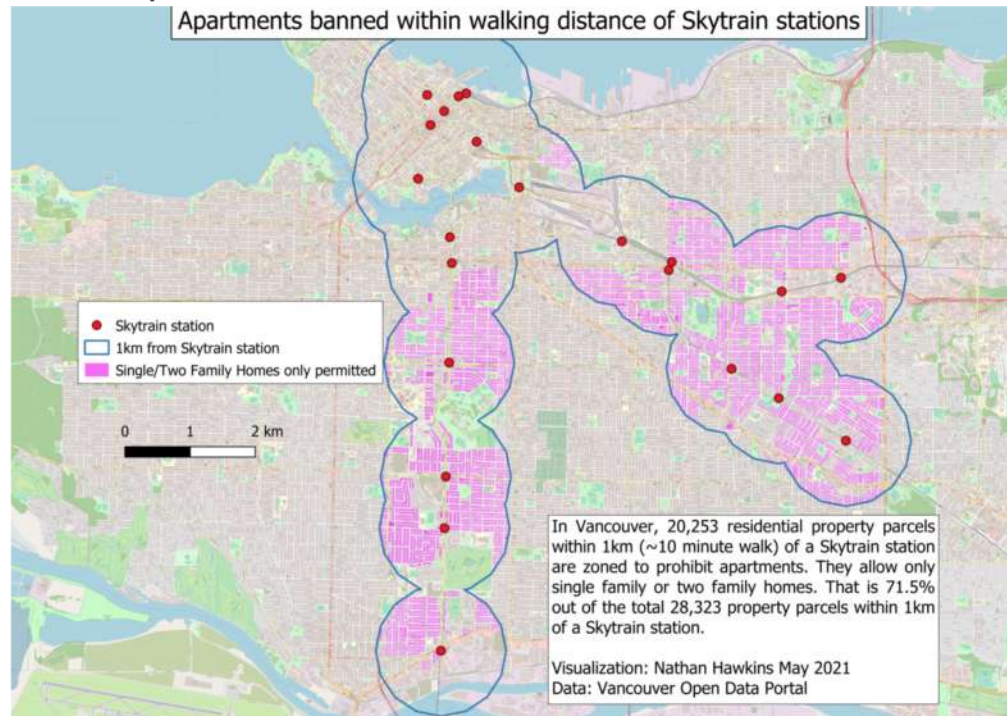 Apartments banned within walking distance of Skytrain stations
Skytrain station
1km from Skytrain station
Single/Two Family Homes only permitted
0 1 2 km
In Vancouver, 20,253 residential property parcels
within 1km (~10 minute walk) of a Skytrain station
are zoned to prohibit apartments. They allow only
single family or two family homes. That is 71.5%
out of the total 28,323 property parcels within 1km
of a Skytrain station.
Visualization: Nathan Hawkins May 2021
Data: Vancouver Open Data Portal